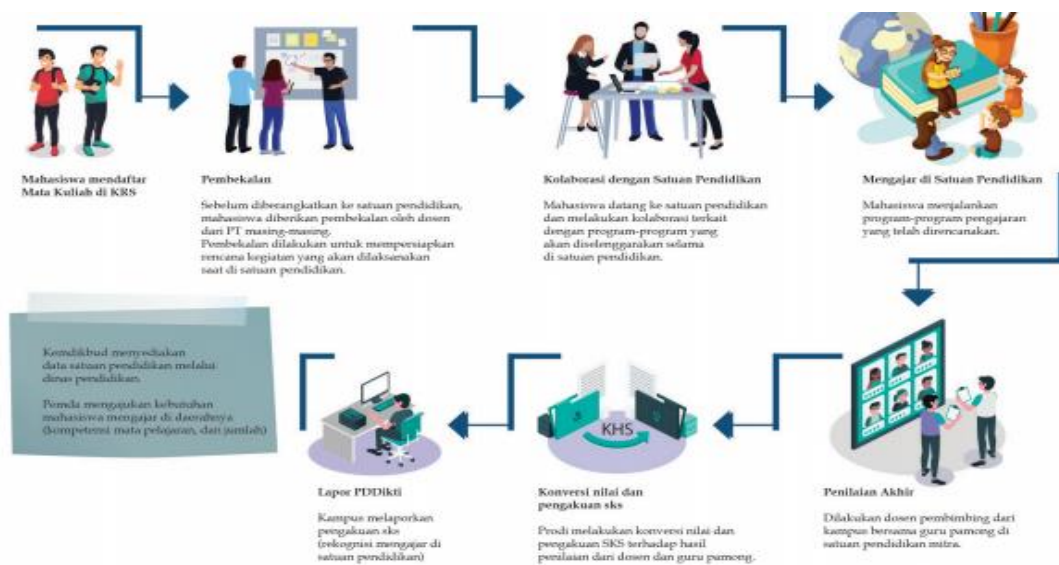 Mahasiswa mendaftar
Mata Kuliah di KRS
Pembekalan
Sebelum diberangkatkan ke satuan pendidikan,
mahasiswa diberikan pembekalan oleh dosen
dari PT masing-masing.
Pembekalan dilakukan untuk mempersiapkan
rencana kegiatan yang akan dilaksanakan
saat di satuan pendidikan.
Kolaborasi dengan Satuan Pendidikan
Mahasiswa datang ke satuan pendidikan
dan melakukan kolaborasi terkait
dengan program-program yang
akan diselenggarakan selama
di satuan pendidikan.
Mengajar di Satuan Pendidikan
Mahasiswa menjalankan
program-program pengajaran
yang telah direncanakan.
Kemdikbud menyediakan
data satuan pendidikan melalui
dinas pendidikan.
Pemda mengajukan kebutuhan
mahasiswa mengajar di daerahnya
(kompetensi mata pelajaran, dan jumlah)
Lapor PDDikti
Kampus melaporkan
pengakuan sks
(rekognisi mengajar di
satuan pendidikan)
KHS
Konversi nilai dan
pengakuan sks
Prodi melakukan konversi nilai dan
pengakuan SKS terhadap hasil
penilaian dari dosen dan guru pamong.
Penilaian Akhir
Dilakukan dosen pembimbing dari
kampus bersama guru pamong di
satuan pendidikan mitra.